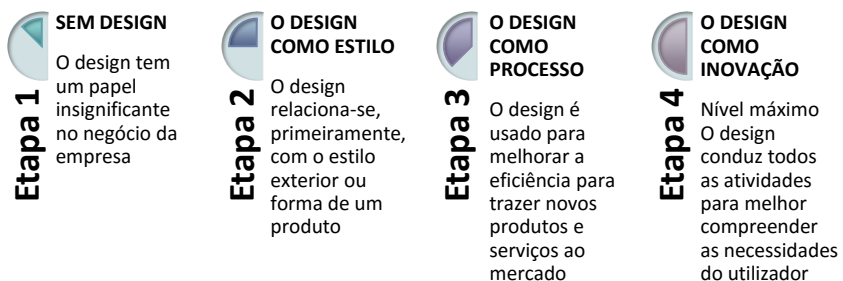 Etapa 1
SEM DESIGN
O design tem
um papel
insignificante
no negócio da
empresa
Etapa 2
O DESIGN
COMO ESTILO
O design
relaciona-se,
primeiramente,
com o estilo
exterior ou
forma de um
produto
Etapa 3
O DESIGN
COMO
PROCESSO
O design é
usado para
melhorar a
eficiência para
trazer novos
produtos e
serviços ao
mercado
Etapa 4
O DESIGN
COMO
INOVAÇÃO
Nível máximo
O design
conduz todos
as atividades
para melhor
compreender
as necessidades
do utilizador